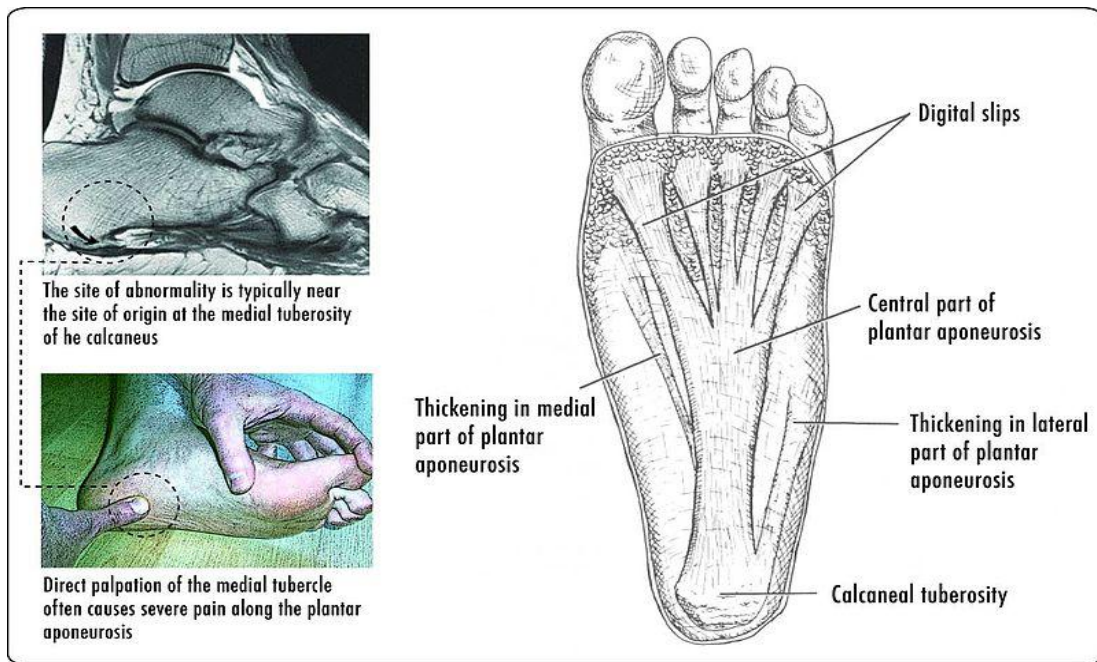 The site of abnormality is typically near
the site of origin at the medial tuberosity
of he calcaneus
Direct palpation of the medial tubercle
often causes severe pain along the plantar
aponeurosis
Digital slips
Central part of
plantar aponeurosis
Thickening in medial
part of plantar
aponeurosis
Thickening in lateral
part of plantar
aponeurosis
Calcaneal tuberosity